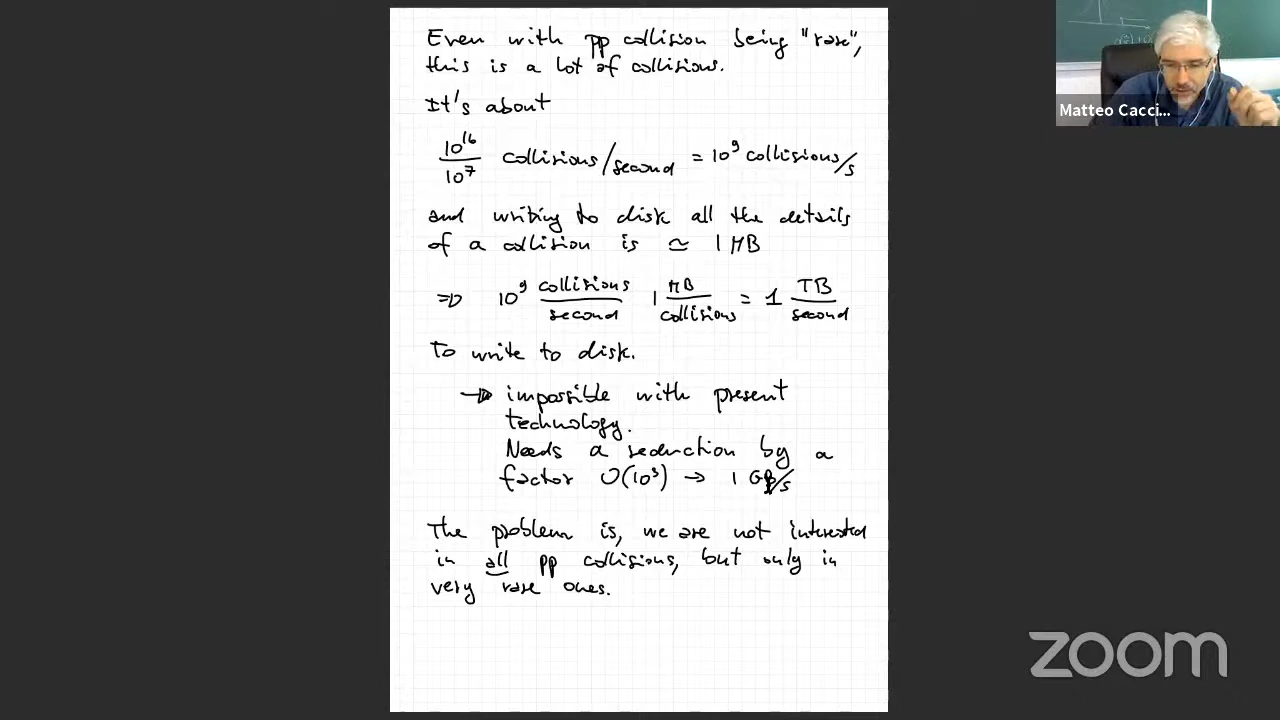 Even with pp collision being "rare",
this is a lot of collisions.
It's about
10^16/10^7 collisions/second = 10^9 collisions/s
and writing to disk all the details
of a collision is ≃ 1 MB
⇒ 10^9 collisions/second 1 MB/collisions = 1 TB/second
To write to disk.
→ impossible with present
technology.
Needs a reduction by a
factor O(10^3) → 1 GB/s
The problem is, we are not interested
in all pp collisions, but only in
very rare ones.
Matteo Cacci...
zoom